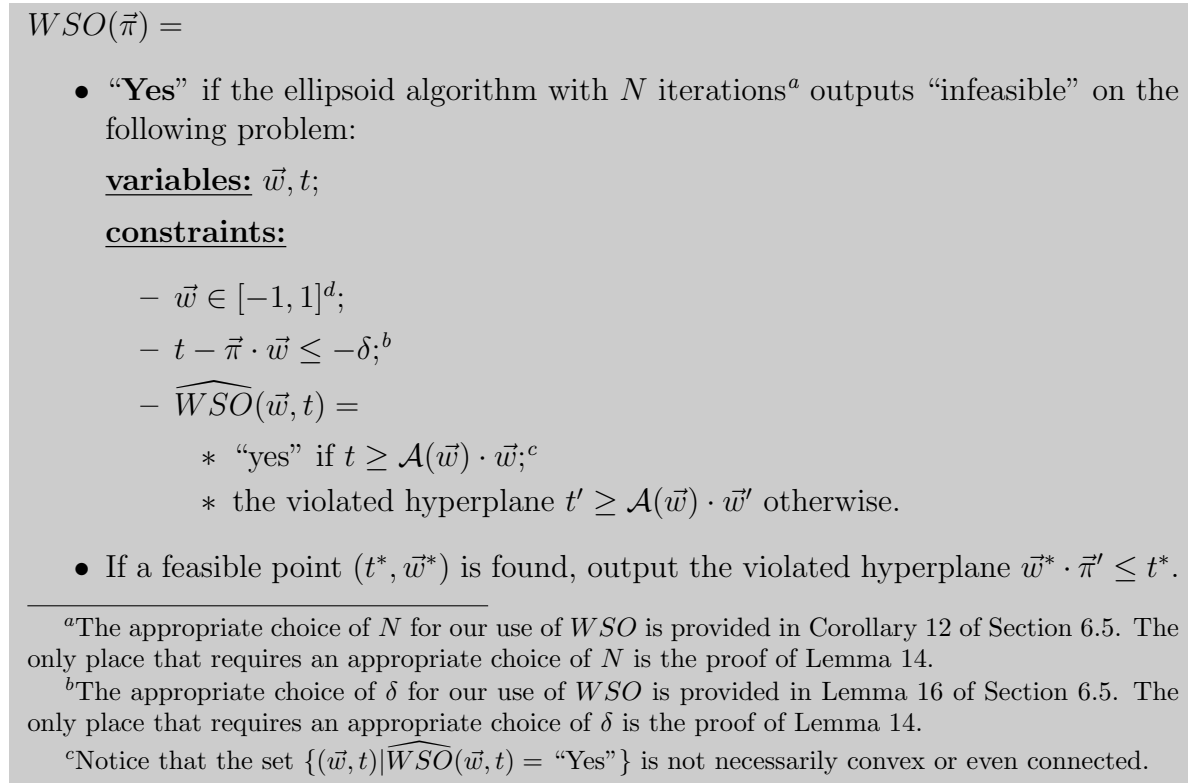 WSO(π⃗) =
• “Yes” if the ellipsoid algorithm with N iterations^a outputs “infeasible” on the
following problem:
variables: w⃗, t;
constraints:
– w⃗ ∈ [−1, 1]^d;
– t − π⃗ · w⃗ ≤ −δ;^b
– \widehat{WSO}(w⃗, t) =
∗ “yes” if t ≥ 𝒜(w⃗) · w⃗;^c
∗ the violated hyperplane t′ ≥ 𝒜(w⃗) · w⃗′ otherwise.
• If a feasible point (t*, w⃗*) is found, output the violated hyperplane w⃗* · π⃗′ ≤ t*.
^aThe appropriate choice of N for our use of WSO is provided in Corollary 12 of Section 6.5. The
only place that requires an appropriate choice of N is the proof of Lemma 14.
^bThe appropriate choice of δ for our use of WSO is provided in Lemma 16 of Section 6.5. The
only place that requires an appropriate choice of δ is the proof of Lemma 14.
^cNotice that the set {(w⃗, t)|\widehat{WSO}(w⃗, t) = “Yes”} is not necessarily convex or even connected.